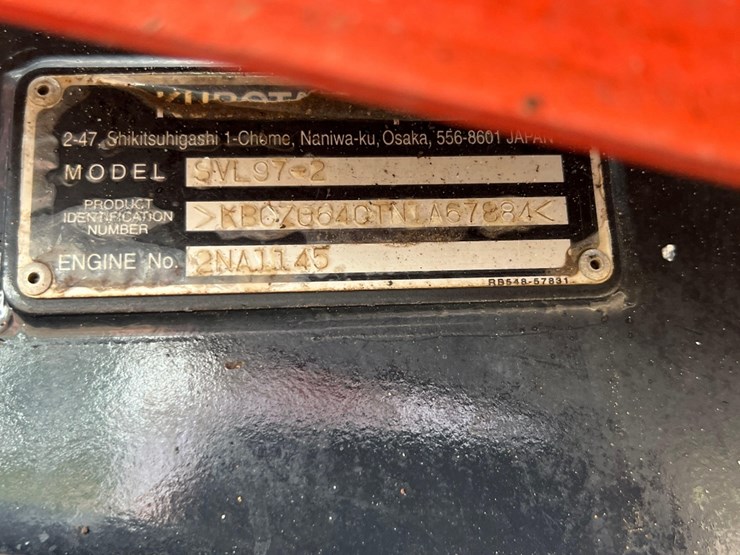 KUBOTA
2-47, Shikitsuhigashi 1-Chome, Naniwa-ku, Osaka, 556-8601 JAPAN
MODEL SVL97-2
PRODUCT IDENTIFICATION NUMBER
ENGINE No. 2NA1145
RB548-57831